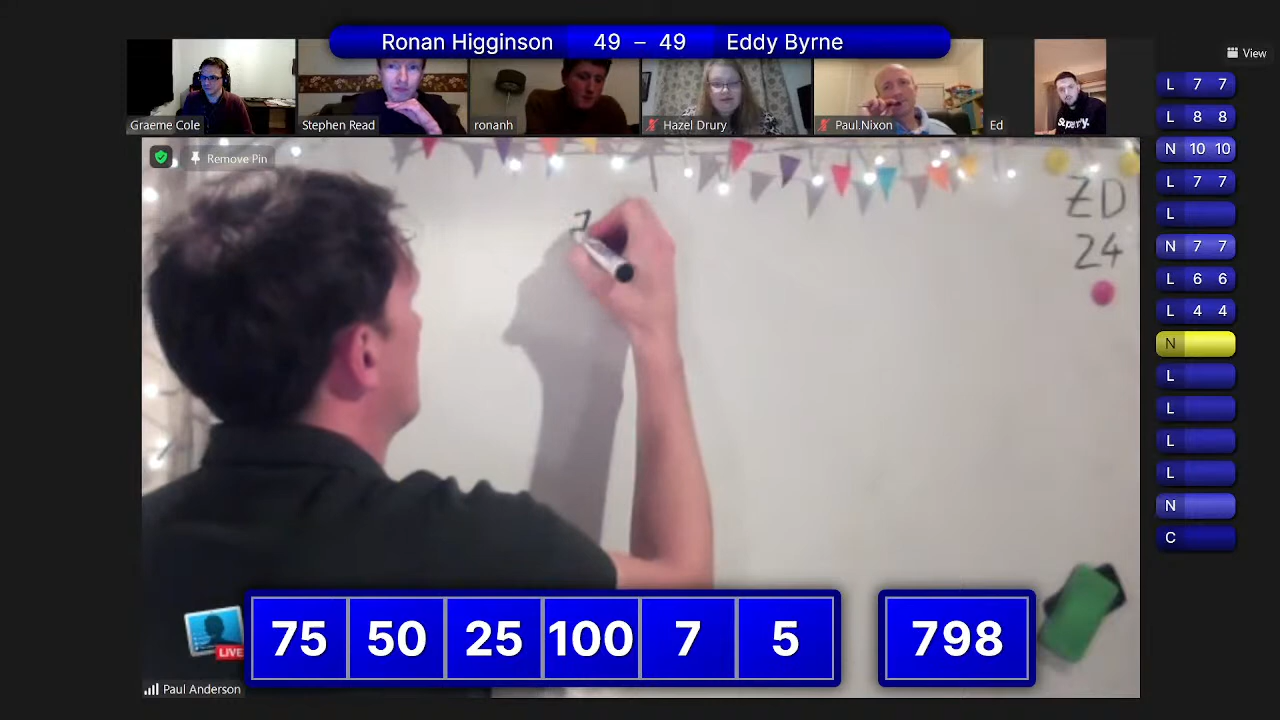 Ronan Higginson 49 – 49 Eddy Byrne
View
Graeme Cole
Stephen Read
ronanh
Hazel Drury
Paul.Nixon
Ed
Superdry.
Remove Pin
ZD
24
L 7 7
L 8 8
N 10 10
L 7 7
L
N 7 7
L 6 6
L 4 4
N
L
L
L
L
N
C
LIVE
75 50 25 100 7 5 798
Paul Anderson